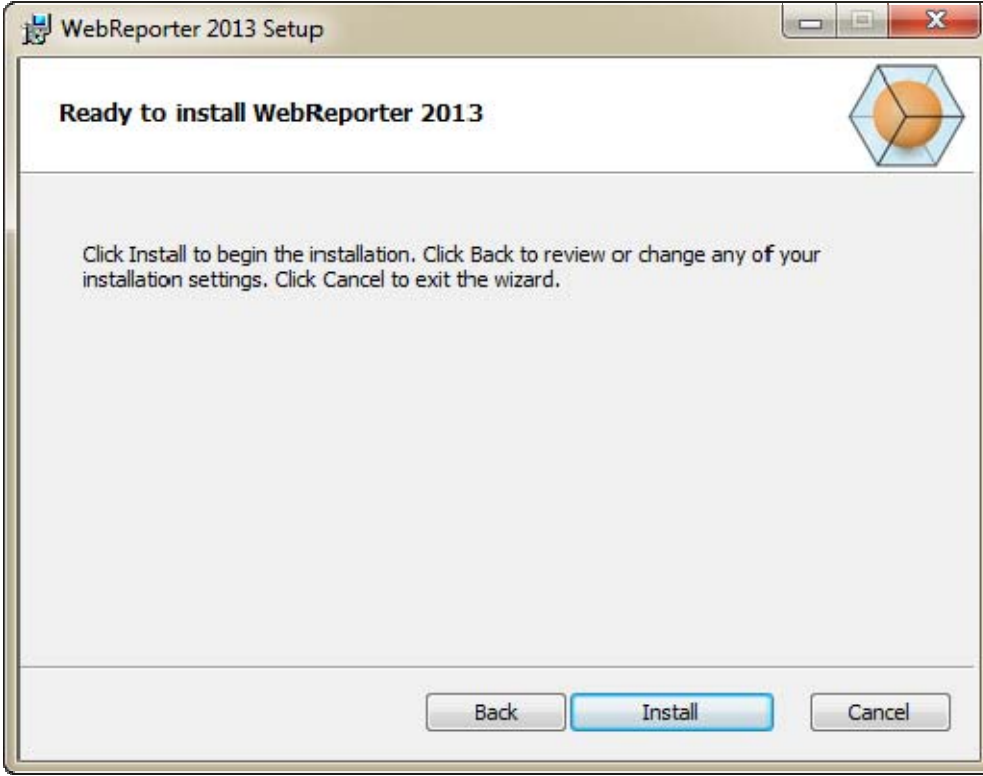 WebReporter 2013 Setup
Ready to install WebReporter 2013
Click Install to begin the installation. Click Back to review or change any of your
installation settings. Click Cancel to exit the wizard.
Back Install Cancel